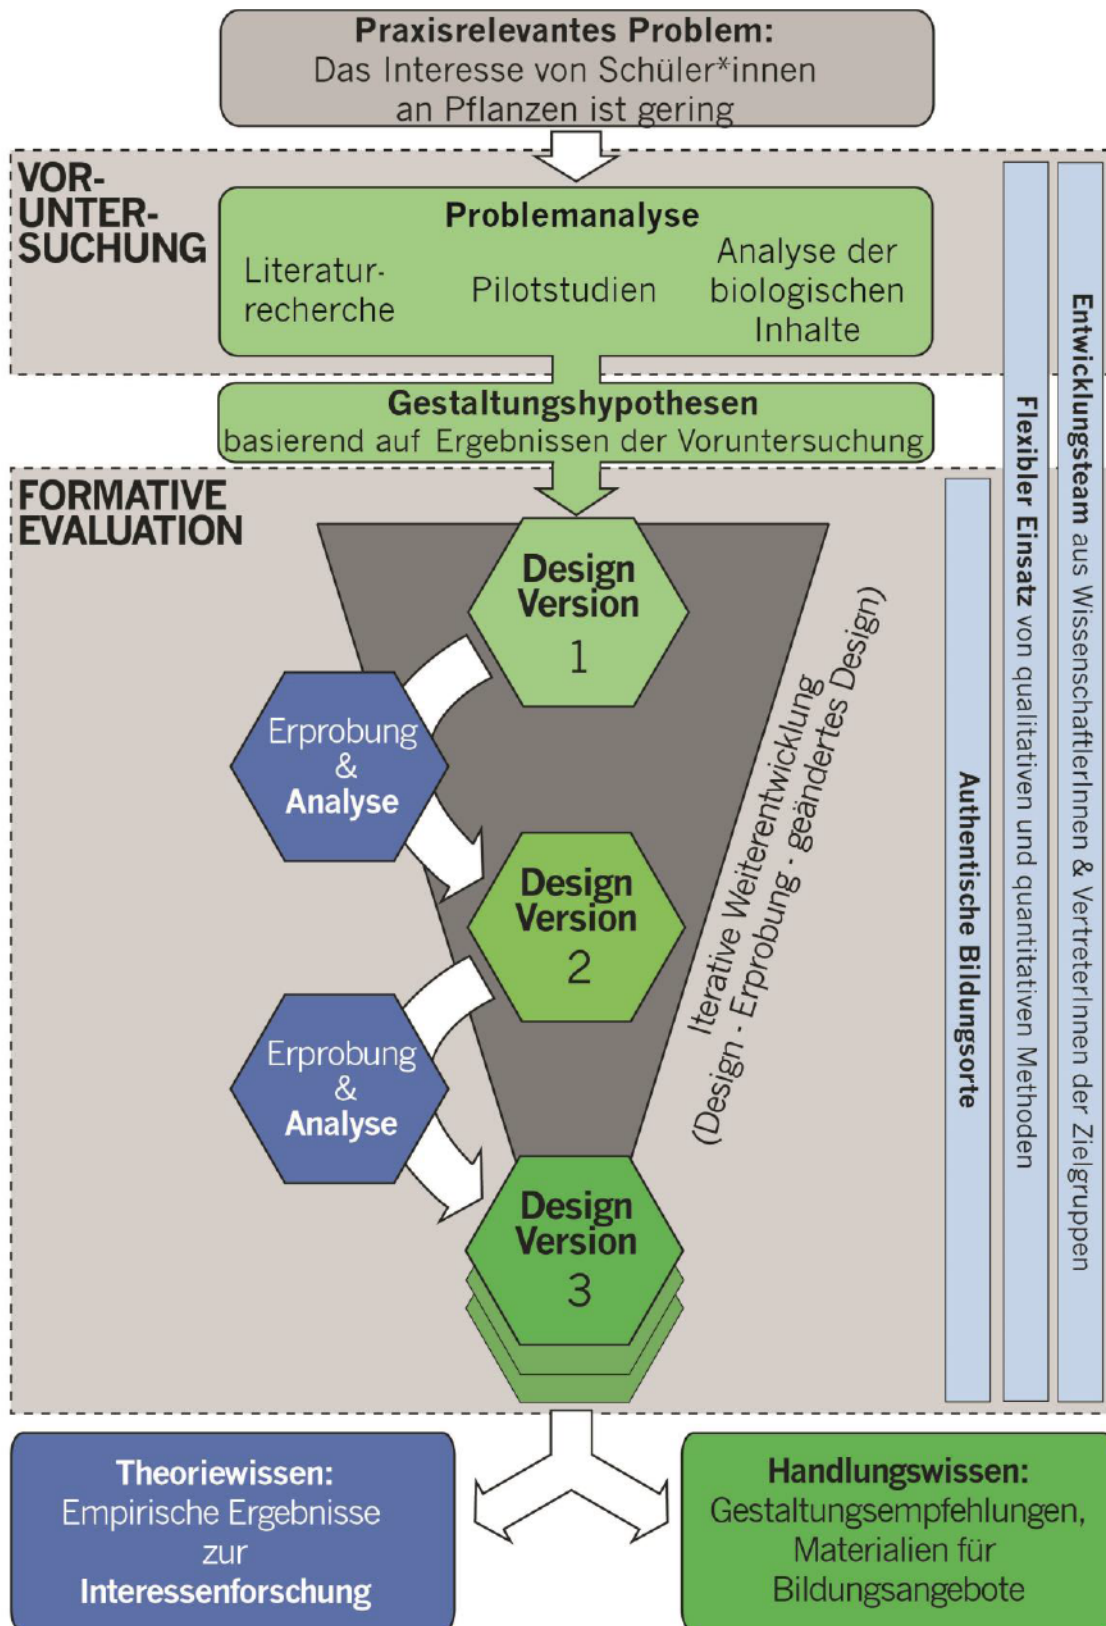 Praxisrelevantes Problem:
Das Interesse von Schüler*innen
an Pflanzen ist gering
VOR-
UNTER-
SUCHUNG
Problemanalyse
Literatur-
recherche
Pilotstudien
Analyse der
biologischen
Inhalte
Gestaltungshypothesen
basierend auf Ergebnissen der Voruntersuchung
FORMATIVE
EVALUATION
Design
Version
1
Erprobung
&
Analyse
Design
Version
2
Erprobung
&
Analyse
Design
Version
3
Iterative Weiterentwicklung
(Design - Erprobung - geändertes Design)
Authentische Bildungsorte
Flexibler Einsatz von qualitativen und quantitativen Methoden
Entwicklungsteam aus WissenschaftlerInnen & VertreterInnen der Zielgruppen
Theoriewissen:
Empirische Ergebnisse
zur
Interessenforschung
Handlungswissen:
Gestaltungsempfehlungen,
Materialien für
Bildungsangebote